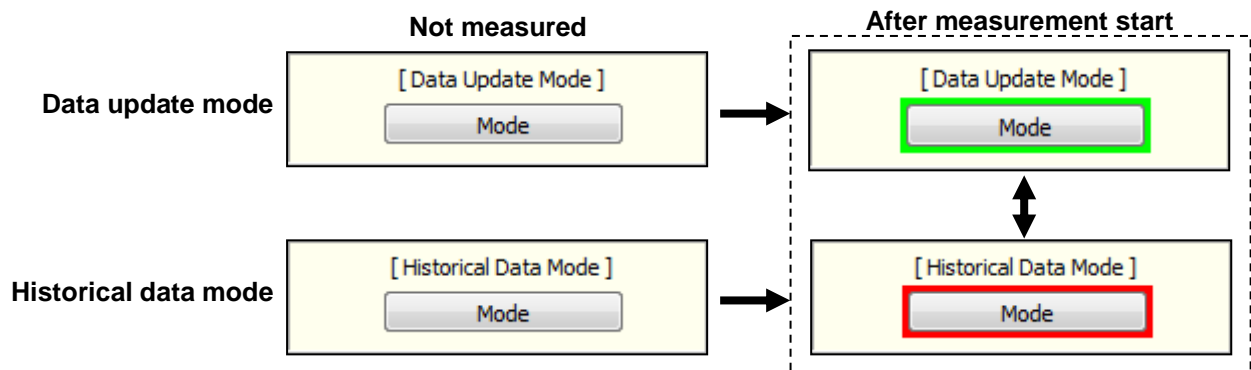 Not measured
After measurement start
Data update mode
[ Data Update Mode ]
Mode
[ Data Update Mode ]
Mode
Historical data mode
[ Historical Data Mode ]
Mode
[ Historical Data Mode ]
Mode